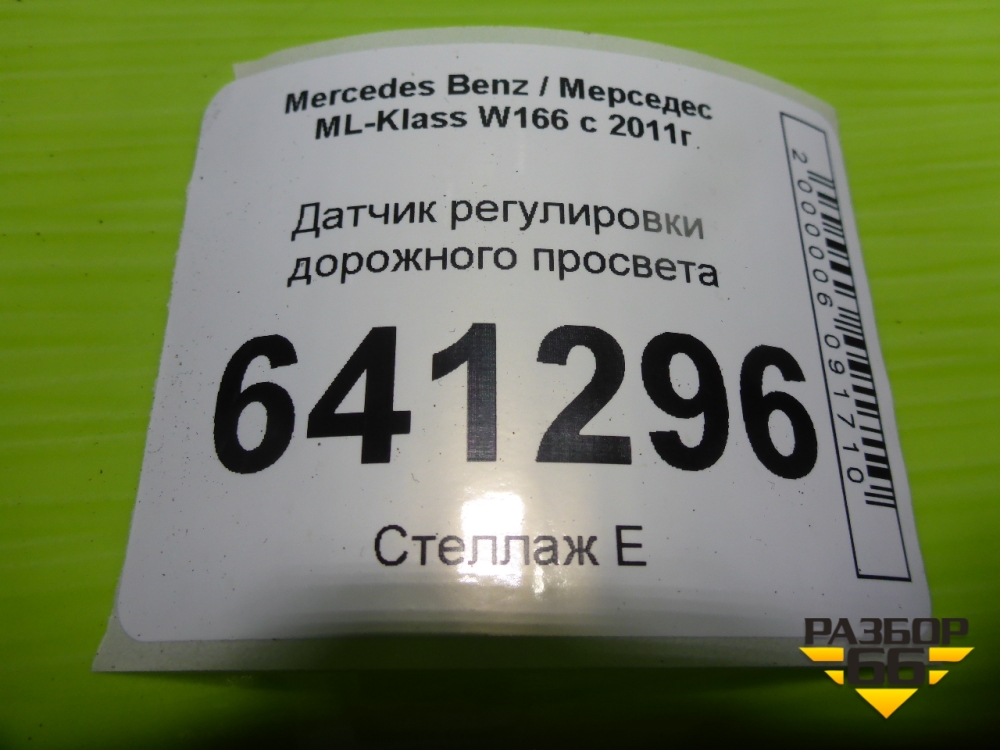 Mercedes Benz / Мерседес
ML-Klass W166 с 2011г
Датчик регулировки
дорожного просвета
641296
Стеллаж Е
2000006091710
РАЗБОР
66